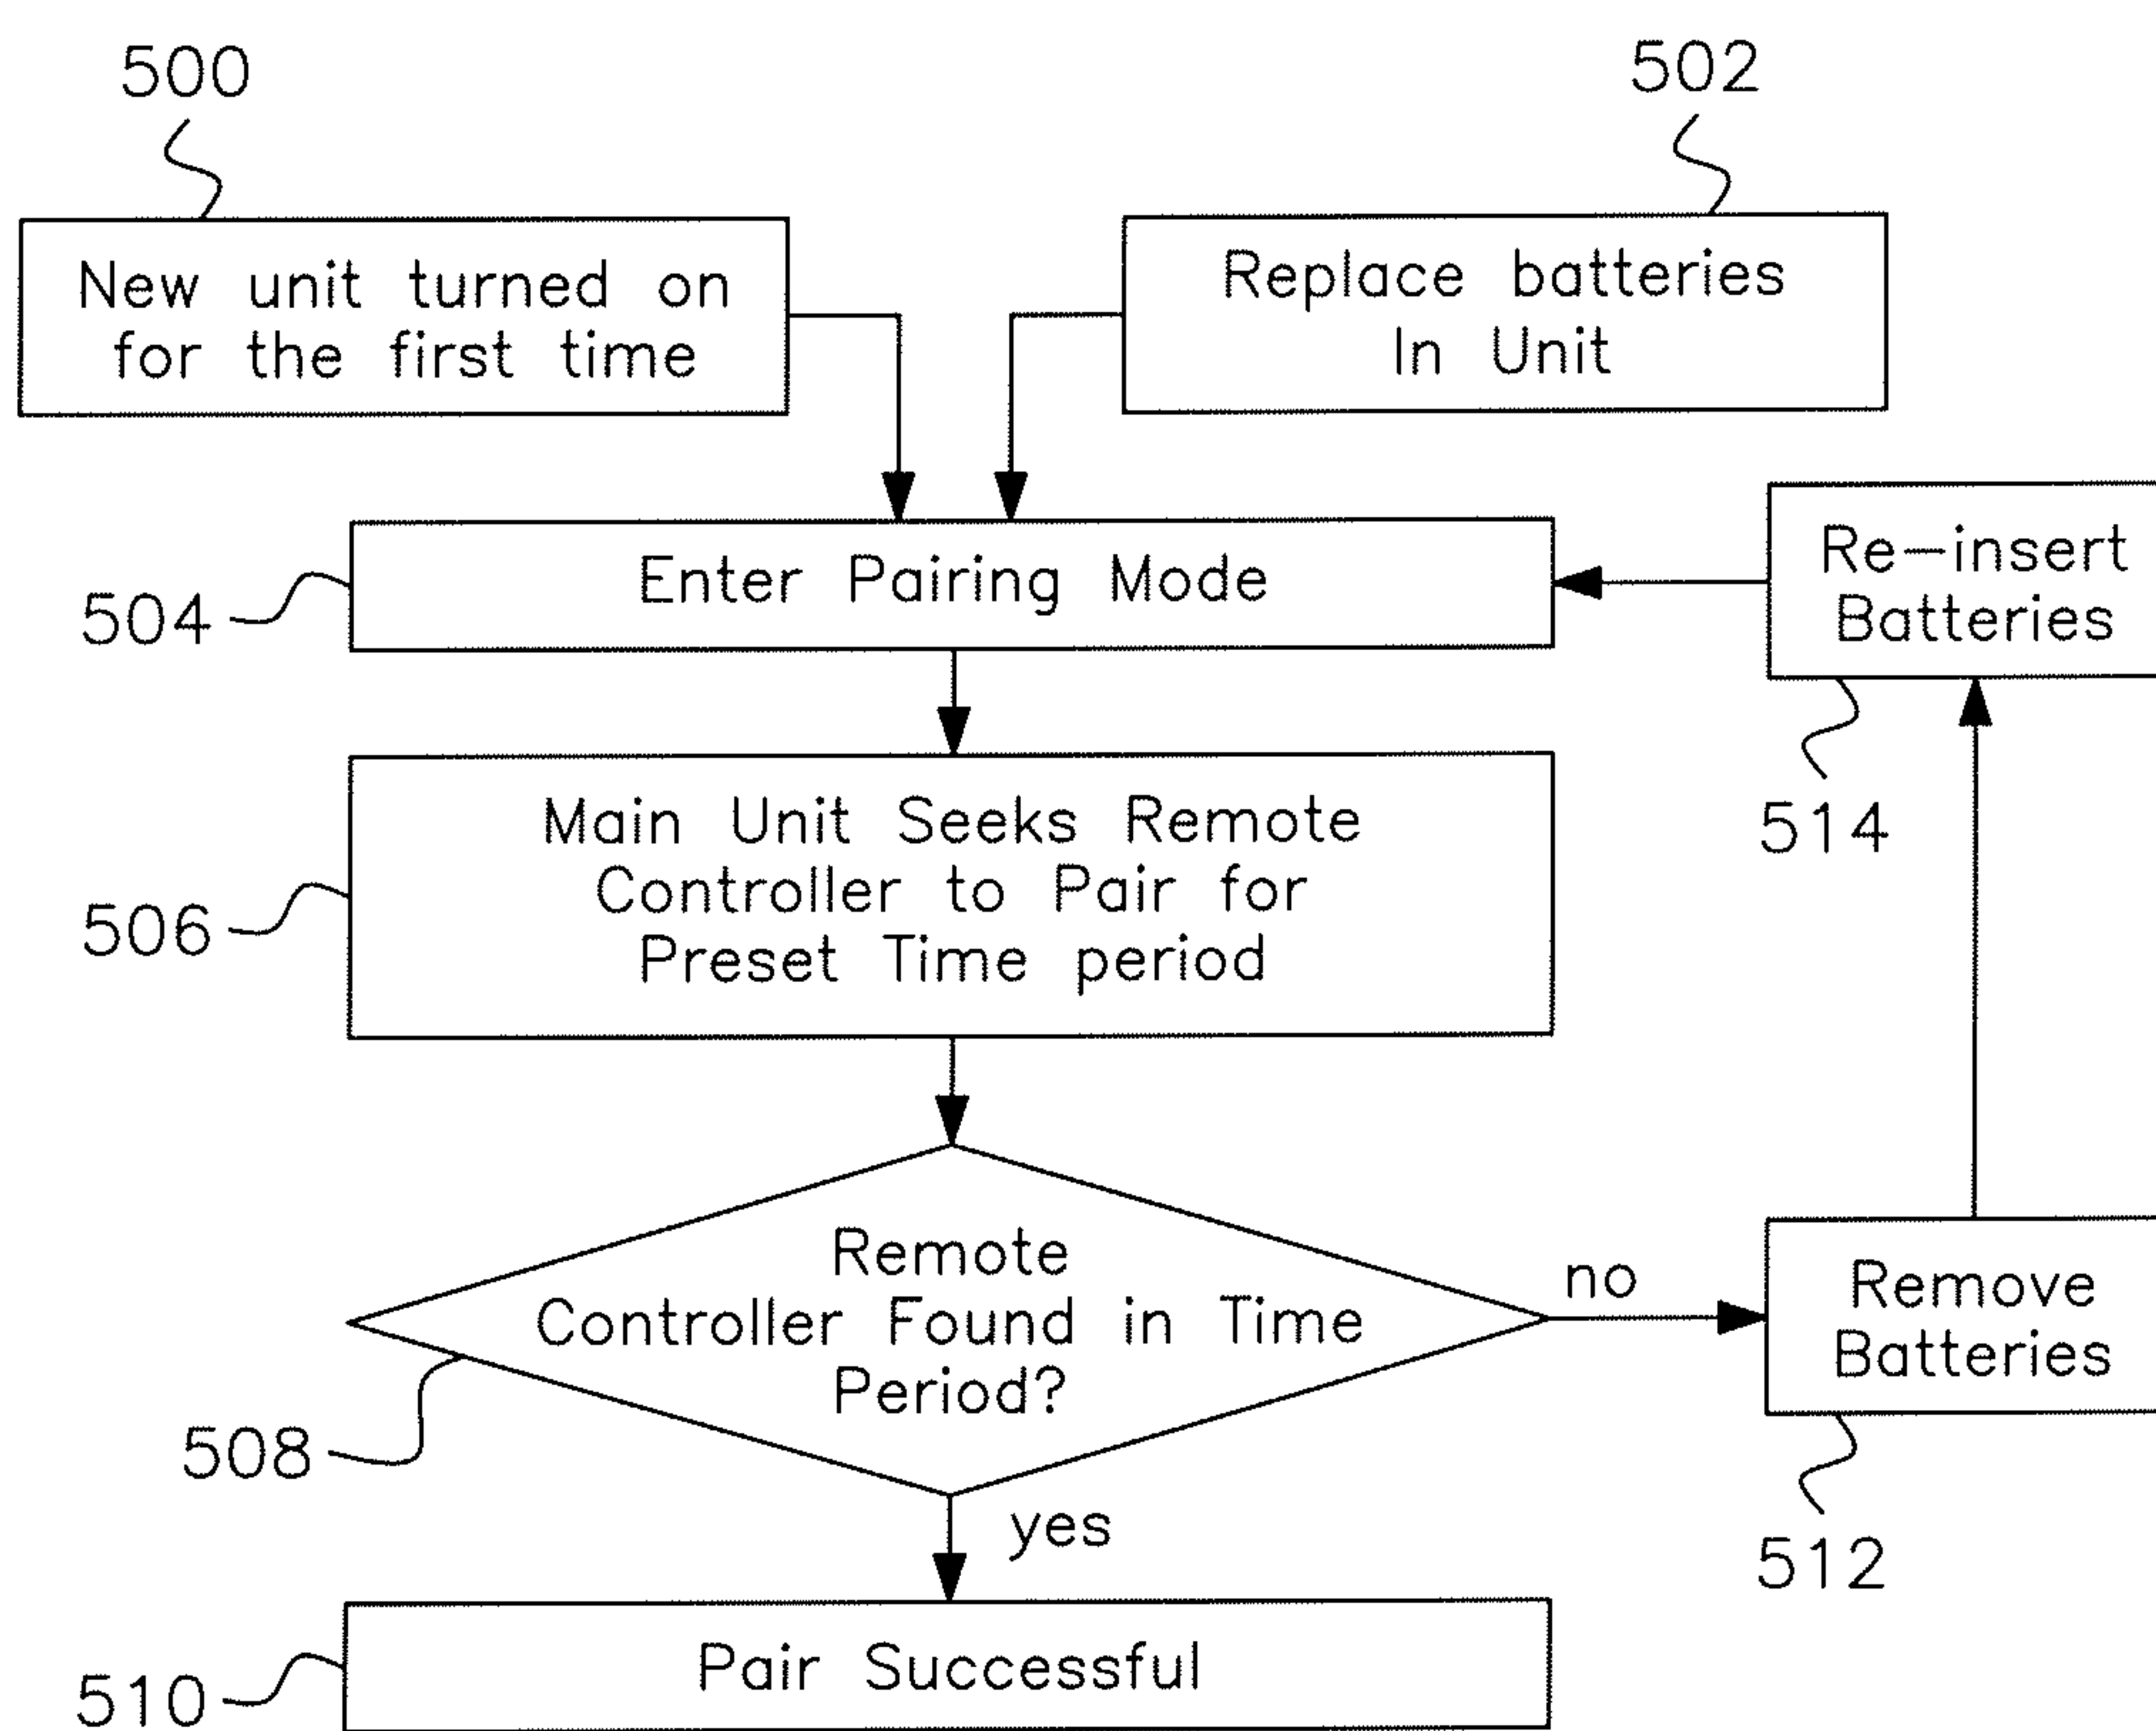 500
502
New unit turned on
for the first time
Replace batteries
In Unit
Enter Pairing Mode
504
Re-insert
Batteries
514
Main Unit Seeks Remote
Controller to Pair for
Preset Time period
506
Remote
Controller Found in Time
Period?
508
no
Remove
Batteries
512
yes
Pair Successful
510